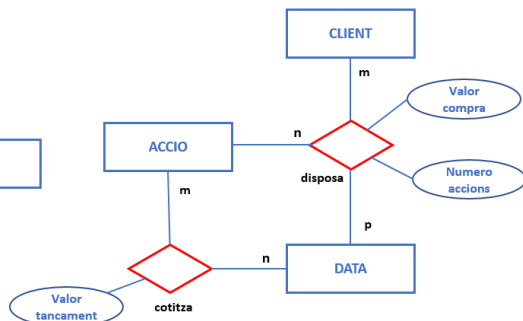 CLIENT
m
Valor
compra
n
ACCIO
disposa
Numero
accions
m
p
n
DATA
Valor
tancament
cotitza